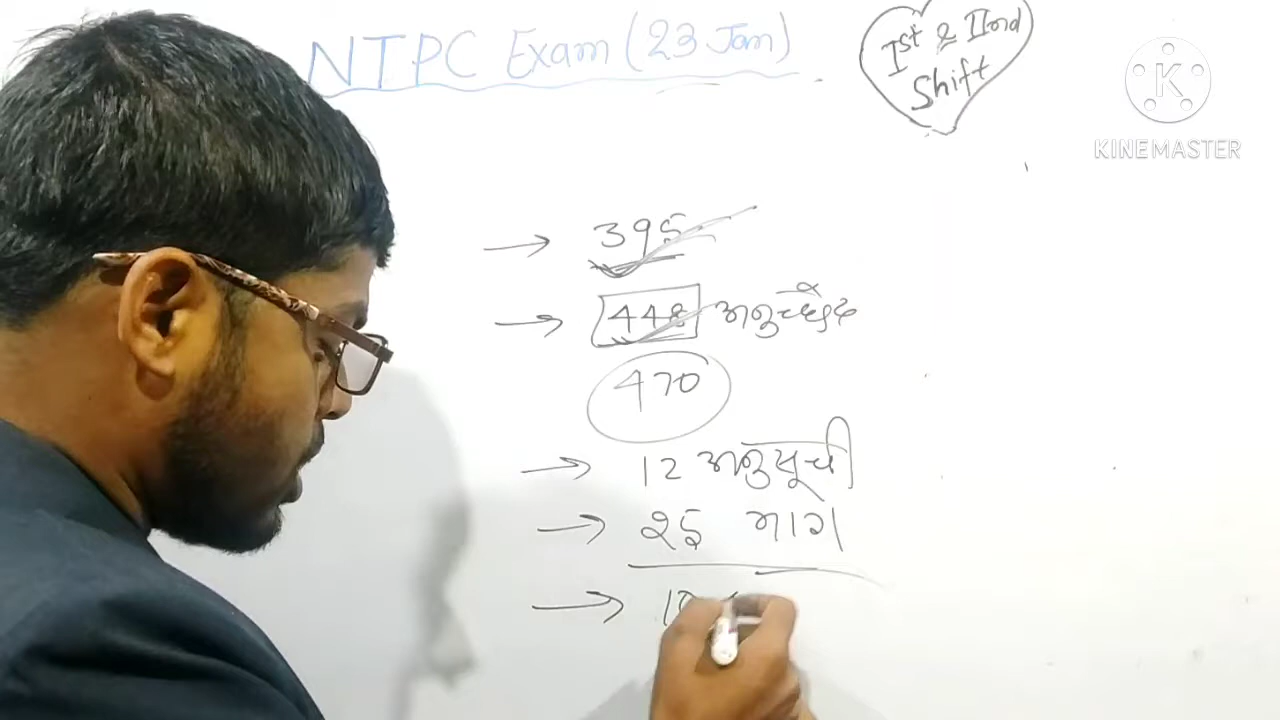 NTPC Exam (23 Jan)
Ist & IInd
Shift
K
KINEMASTER
→ 395
→ 448 अनुच्छेद
470
→ 12 अनुसूची
→ 25 भाग